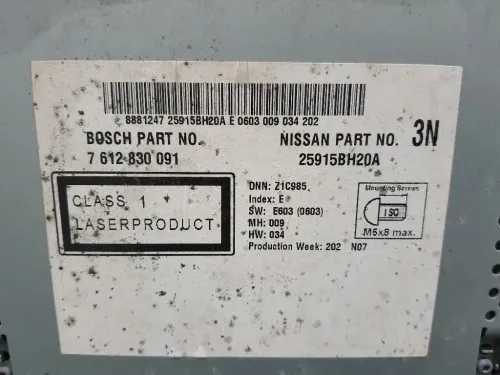 8881247 25915BH20A E 0603 009 034 202
BOSCH PART NO.
7 612 830 091
NISSAN PART NO.
25915BH20A
3N
CLASS 1
LASERPRODUCT
DNN: Z1C985
Index: E
SW: E603 (0603)
MH: 009
HW: 034
Production Week: 202 N07
Mounting Screws
ISO
M5x8 max.